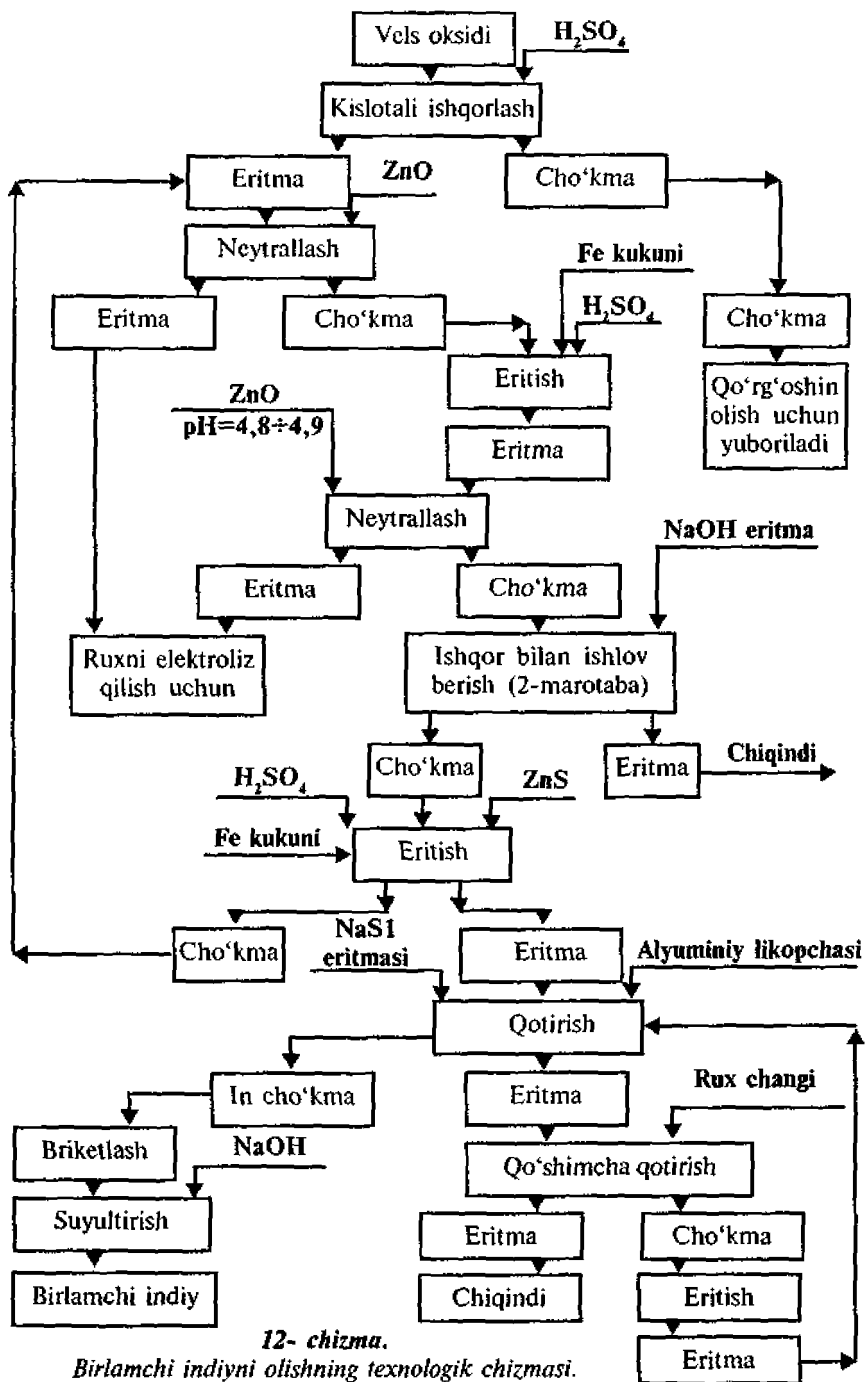 Vels oksidi
H₂SO₄
Kislotali ishqorlash
Eritma
ZnO
Cho‘kma
Neytrallash
Fe kukuni
Eritma
Cho‘kma
H₂SO₄
Cho‘kma
Eritish
Qo‘rg‘oshin
olish uchun
yuboriladi
ZnO
pH=4,8÷4,9
Eritma
Neytrallash
NaOH eritma
Eritma
Cho‘kma
Ruxni elektroliz
qilish uchun
Ishqor bilan ishlov
berish (2-marotaba)
Cho‘kma
Eritma
Chiqindi
H₂SO₄
ZnS
Fe kukuni
Eritish
Cho‘kma
NaS1
eritmasi
Eritma
Alyuminiy likopchasi
Qotirish
In cho‘kma
Eritma
Rux changi
Briketlash
NaOH
Qo‘shimcha qotirish
Suyultirish
Eritma
Cho‘kma
Birlamchi indiy
Chiqindi
Eritish
Eritma
12- chizma.
Birlamchi indiyni olishning texnologik chizmasi.